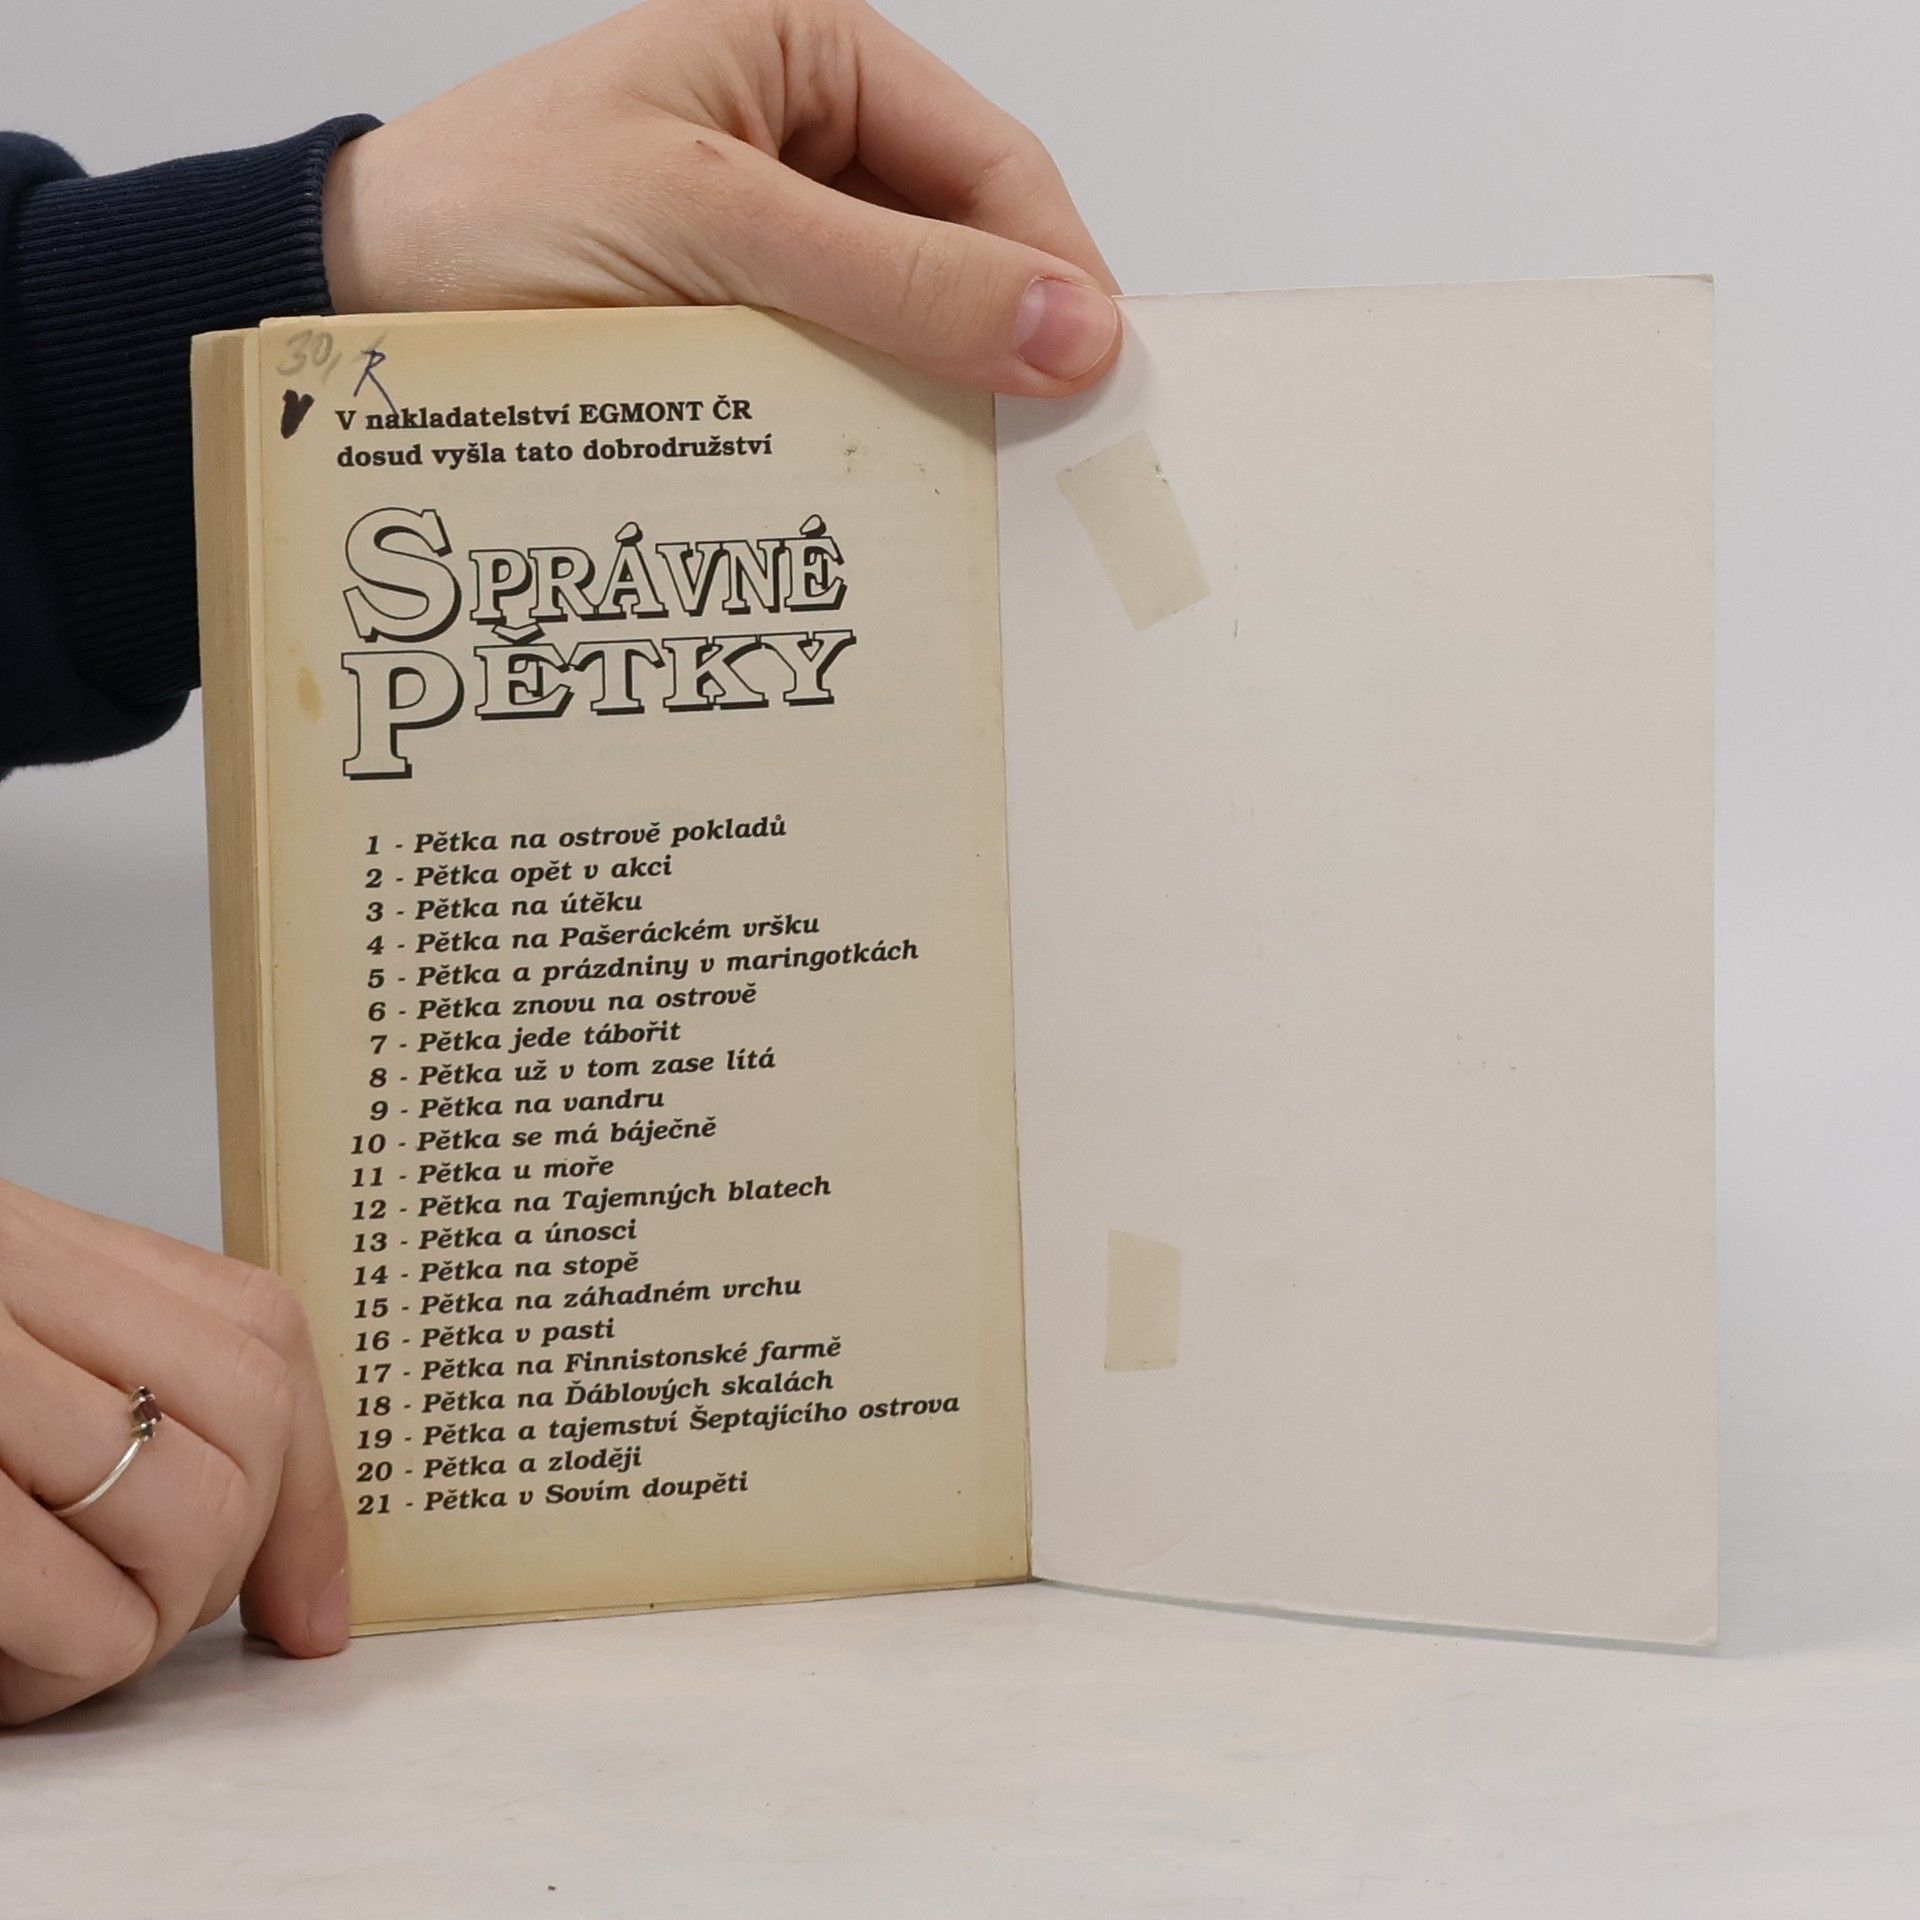 30,-
R
V
V nakladatelství EGMONT ČR
dosud vyšla tato dobrodružství
SPRÁVNÉ
PĚTKY
1 - Pětka na ostrově pokladů
2 - Pětka opět v akci
3 - Pětka na útěku
4 - Pětka na Pašeráckém vršku
5 - Pětka a prázdniny v maringotkách
6 - Pětka znovu na ostrově
7 - Pětka jede tábořit
8 - Pětka už v tom zase lítá
9 - Pětka na vandru
10 - Pětka se má báječně
11 - Pětka u moře
12 - Pětka na Tajemných blatech
13 - Pětka a únosci
14 - Pětka na stopě
15 - Pětka na záhadném vrchu
16 - Pětka v pasti
17 - Pětka na Finnistonské farmě
18 - Pětka na Ďáblových skalách
19 - Pětka a tajemství Šeptajícího ostrova
20 - Pětka a zloději
21 - Pětka v Sovím doupěti